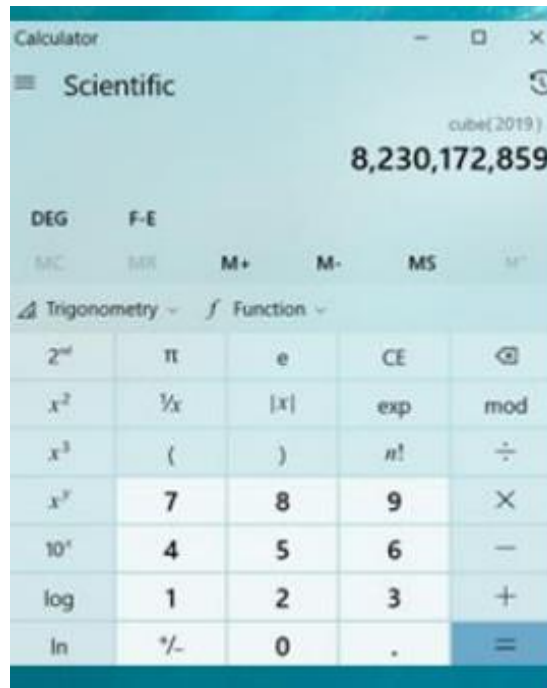 Calculator
Scientific
cube( 2019 )
8,230,172,859
DEG F-E
MC MR M+ M- MS M˅
Trigonometry f Function
2ⁿᵈ π e CE
x² ¹/x |x| exp mod
x³ ( ) n! ÷
xʸ 7 8 9 ×
10ˣ 4 5 6 −
log 1 2 3 +
ln +/− 0 . =